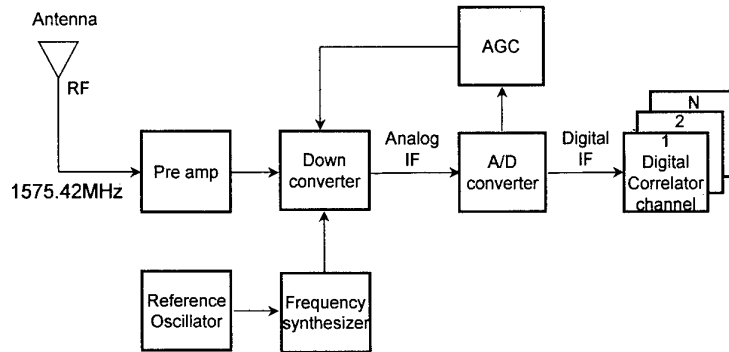 Antenna
RF
1575.42MHz
Pre amp
Down
converter
AGC
Analog
IF
A/D
converter
Digital
IF
N
2
1
Digital
Correlator
channel
Reference
Oscillator
Frequency
synthesizer